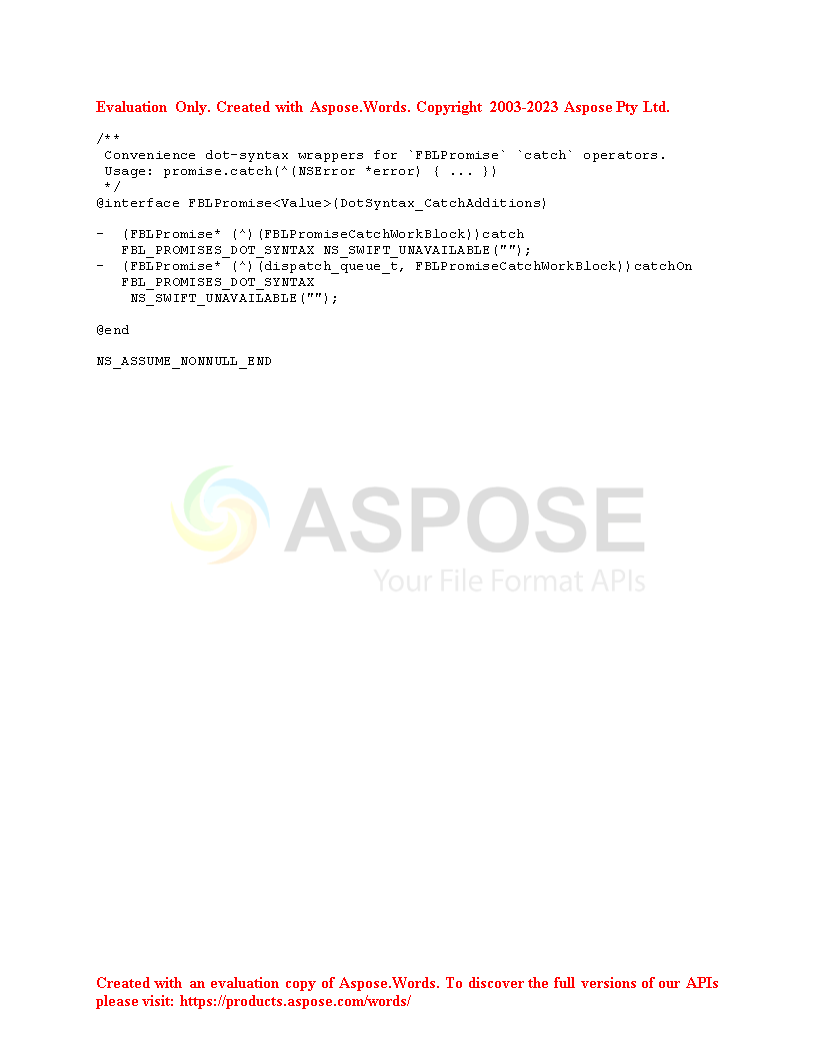 Evaluation Only. Created with Aspose.Words. Copyright 2003-2023 Aspose Pty Ltd.
/**
 Convenience dot-syntax wrappers for `FBLPromise` `catch` operators.
 Usage: promise.catch(^(NSError *error) { ... })
 */
@interface FBLPromise<Value>(DotSyntax_CatchAdditions)
- (FBLPromise* (^)(FBLPromiseCatchWorkBlock))catch
FBL_PROMISES_DOT_SYNTAX NS_SWIFT_UNAVAILABLE("");
- (FBLPromise* (^)(dispatch_queue_t, FBLPromiseCatchWorkBlock))catchOn
FBL_PROMISES_DOT_SYNTAX
NS_SWIFT_UNAVAILABLE("");
@end
NS_ASSUME_NONNULL_END
ASPOSE
Your File Format APIs
Created with an evaluation copy of Aspose.Words. To discover the full versions of our APIs
please visit: https://products.aspose.com/words/